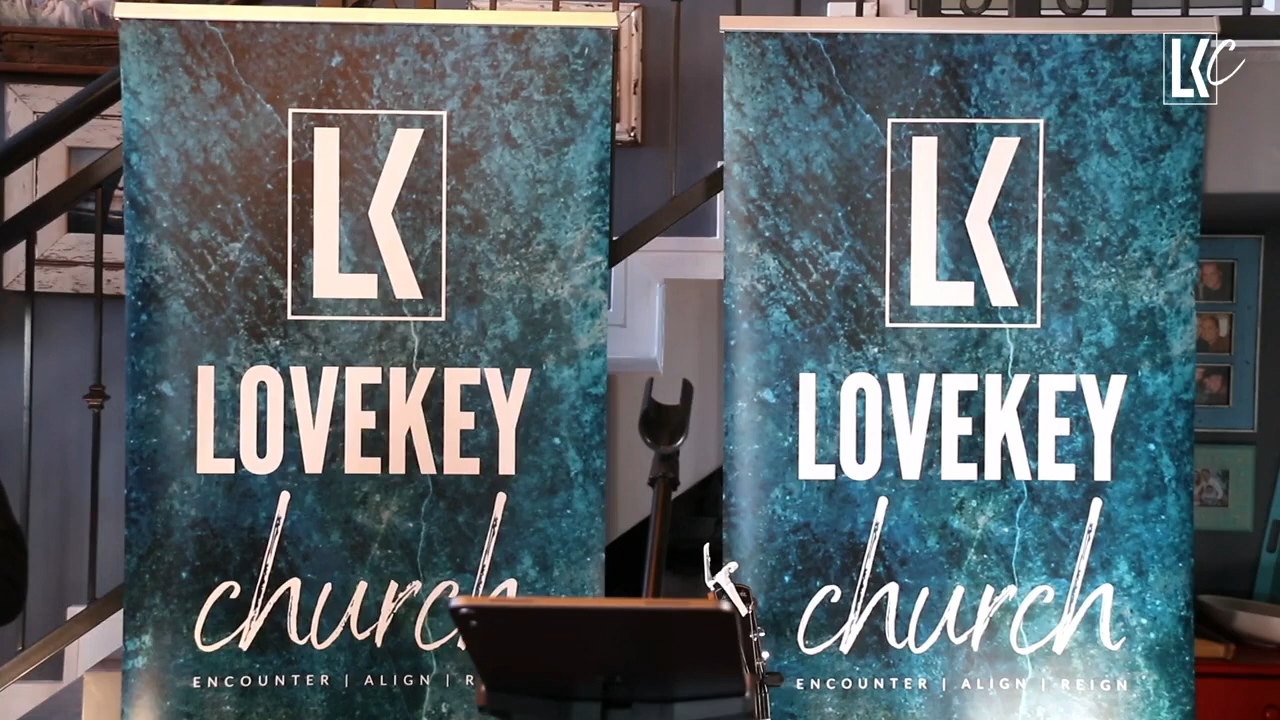 LK
LOVEKEY
church
ENCOUNTER | ALIGN |
LK
LOVEKEY
church
ENCOUNTER | ALIGN | REIGN
LKC